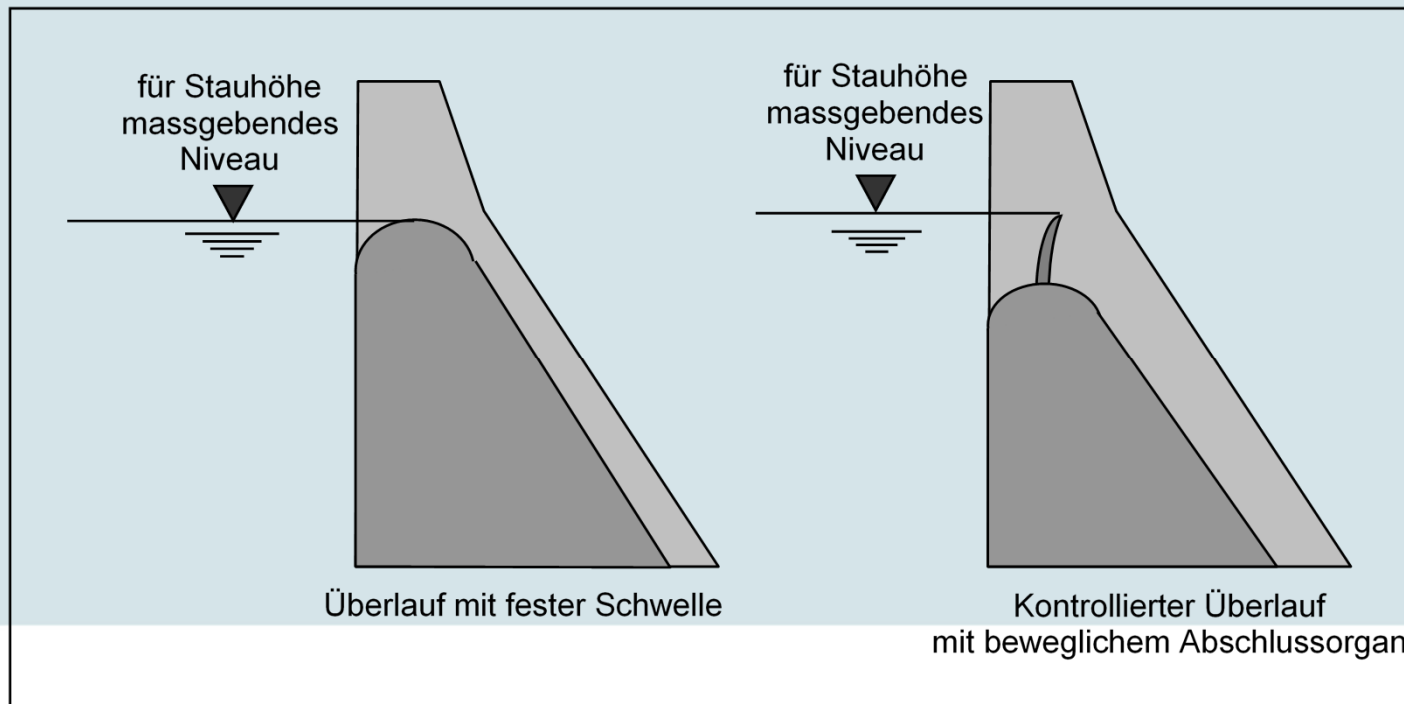 für Stauhöhe
massgebendes
Niveau
für Stauhöhe
massgebendes
Niveau
Überlauf mit fester Schwelle
Kontrollierter Überlauf
mit beweglichem Abschlussorgan